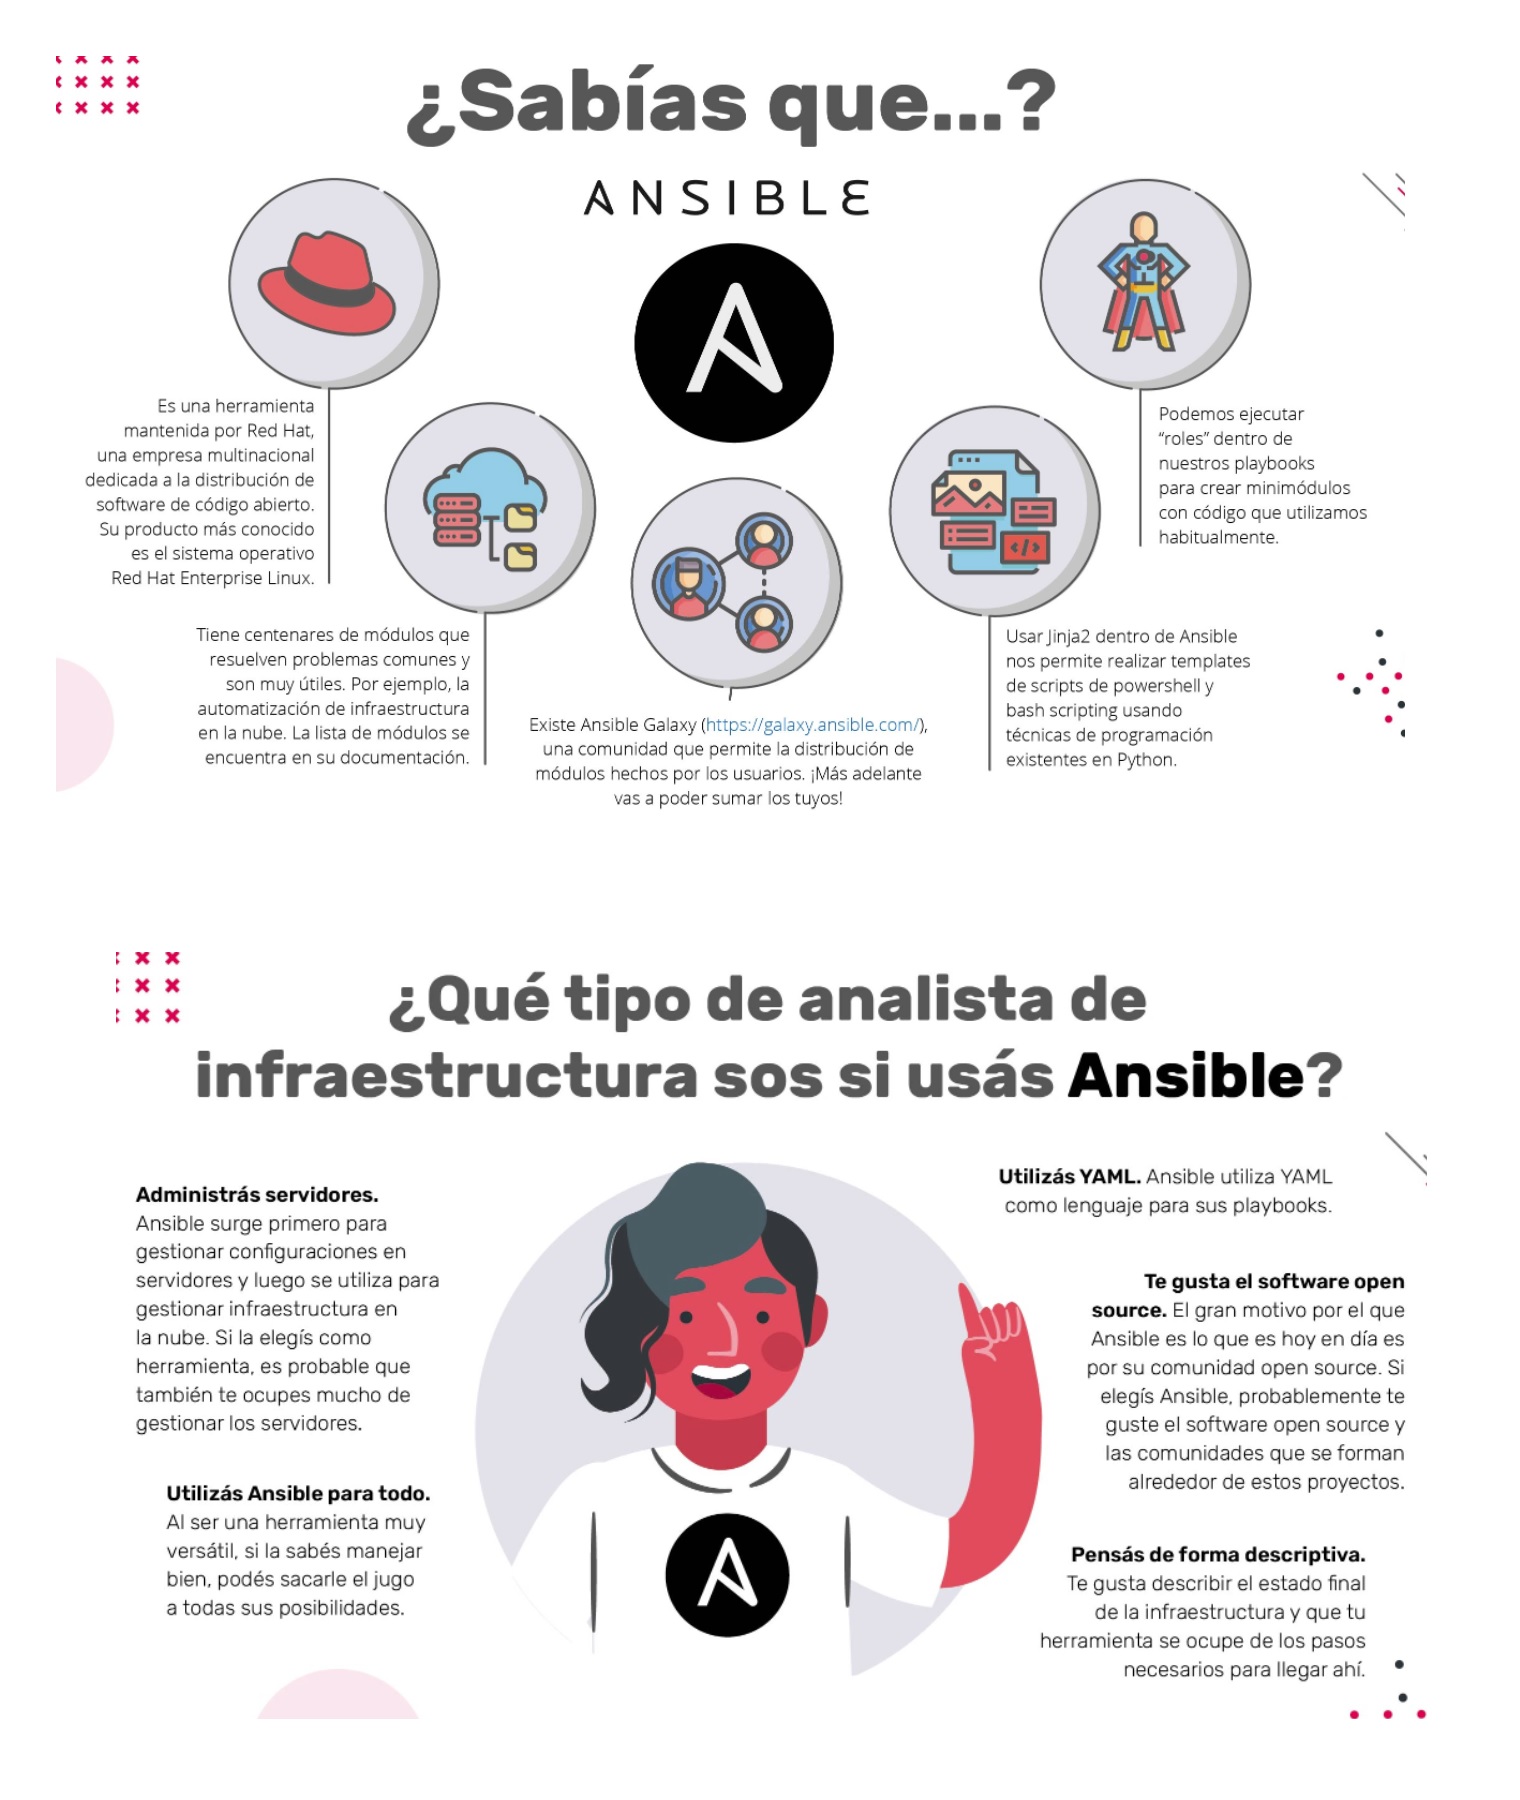 ¿Sabías que...?
ANSIBLE
Es una herramienta
mantenida por Red Hat,
una empresa multinacional
dedicada a la distribución de
software de código abierto.
Su producto más conocido
es el sistema operativo
Red Hat Enterprise Linux.
Tiene centenares de módulos que
resuelven problemas comunes y
son muy útiles. Por ejemplo, la
automatización de infraestructura
en la nube. La lista de módulos se
encuentra en su documentación.
Existe Ansible Galaxy (https://galaxy.ansible.com/),
una comunidad que permite la distribución de
módulos hechos por los usuarios. ¡Más adelante
vas a poder sumar los tuyos!
Usar Jinja2 dentro de Ansible
nos permite realizar templates
de scripts de powershell y
bash scripting usando
técnicas de programación
existentes en Python.
Podemos ejecutar
“roles” dentro de
nuestros playbooks
para crear minimódulos
con código que utilizamos
habitualmente.
¿Qué tipo de analista de
infraestructura sos si usás Ansible?
Administrás servidores.
Ansible surge primero para
gestionar configuraciones en
servidores y luego se utiliza para
gestionar infraestructura en
la nube. Si la elegís como
herramienta, es probable que
también te ocupes mucho de
gestionar los servidores.
Utilizás Ansible para todo.
Al ser una herramienta muy
versátil, si la sabés manejar
bien, podés sacarle el jugo
a todas sus posibilidades.
Utilizás YAML. Ansible utiliza YAML
como lenguaje para sus playbooks.
Te gusta el software open
source. El gran motivo por el que
Ansible es lo que es hoy en día es
por su comunidad open source. Si
elegís Ansible, probablemente te
guste el software open source y
las comunidades que se forman
alrededor de estos proyectos.
Pensás de forma descriptiva.
Te gusta describir el estado final
de la infraestructura y que tu
herramienta se ocupe de los pasos
necesarios para llegar ahí.